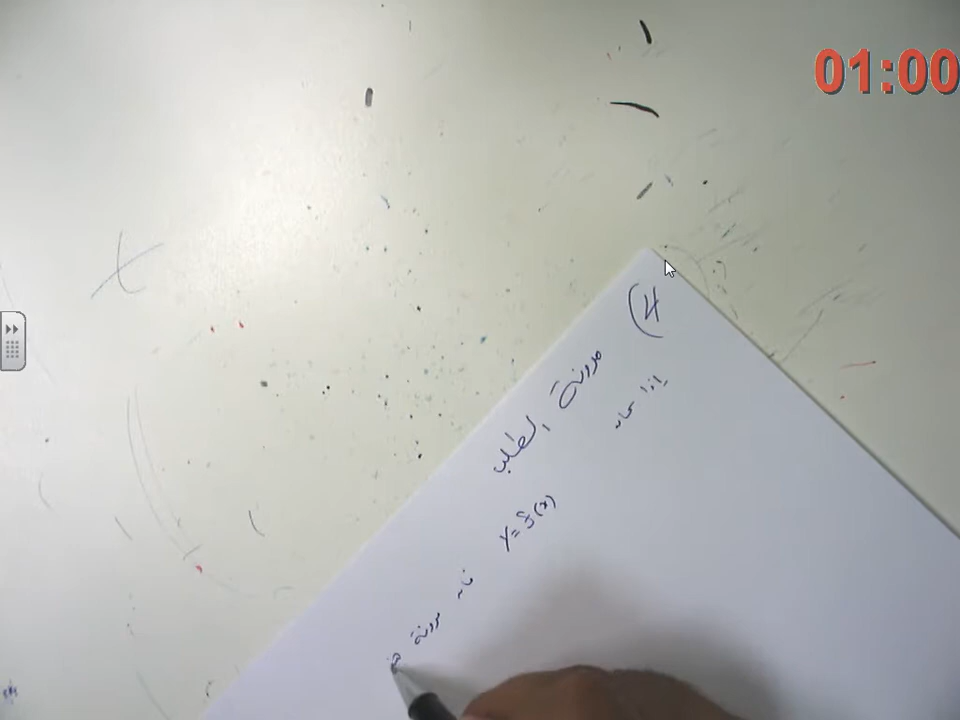 01:00
4)
مرونة الطلب
إذا كان y = f(x) فإن مرونة